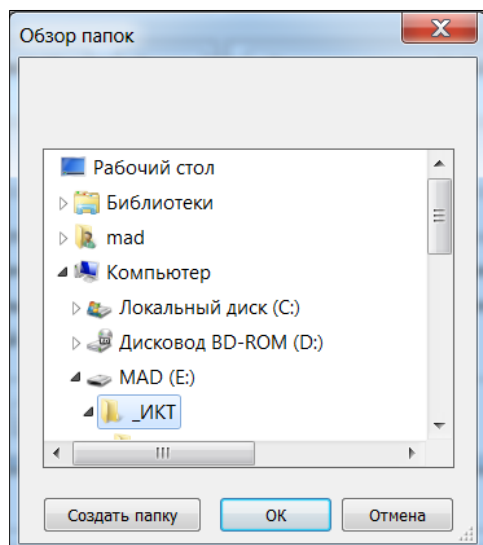 Обзор папок
Рабочий стол
Библиотеки
mad
Компьютер
Локальный диск (C:)
Дисковод BD-ROM (D:)
MAD (E:)
_ИКТ
Создать папку
ОК
Отмена